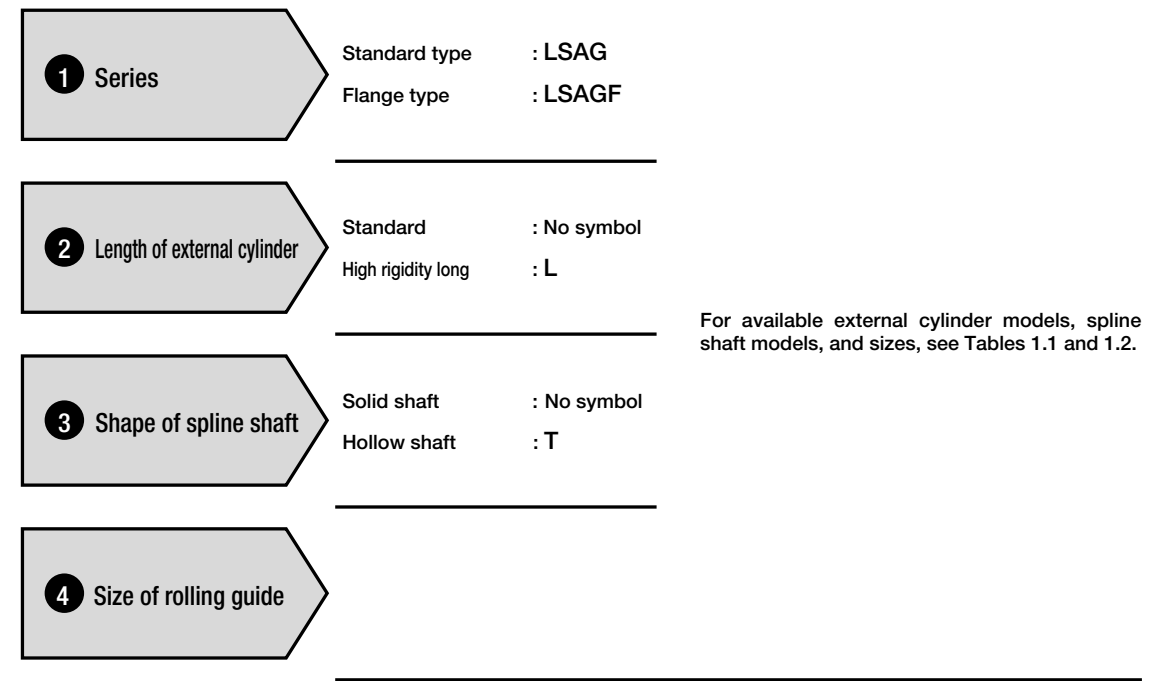 1 Series
Standard type : LSAG
Flange type : LSAGF
2 Length of external cylinder
Standard : No symbol
High rigidity long : L
For available external cylinder models, spline
shaft models, and sizes, see Tables 1.1 and 1.2.
3 Shape of spline shaft
Solid shaft : No symbol
Hollow shaft : T
4 Size of rolling guide